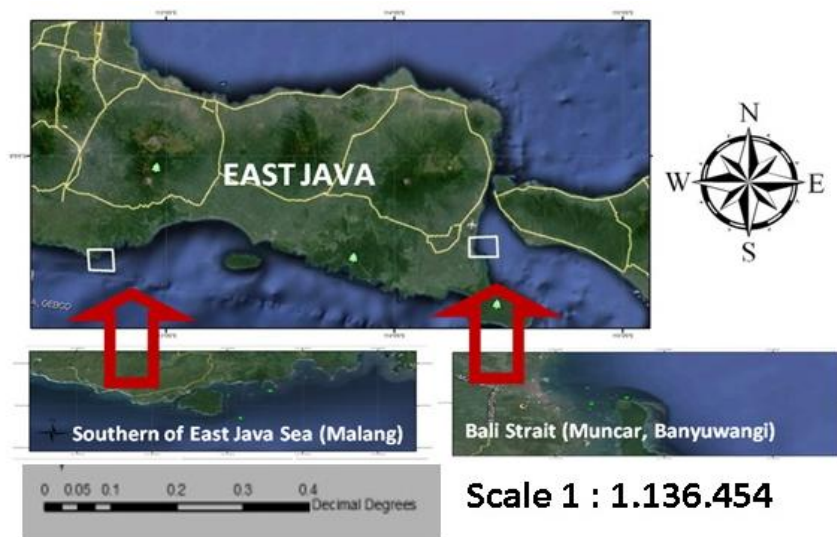 EAST JAVA
N
W
E
S
A, GEBCO
Southern of East Java Sea (Malang)
Bali Strait (Muncar, Banyuwangi)
0 0.05 0.1 0.2 0.3 0.4
Decimal Degrees
Scale 1 : 1.136.454